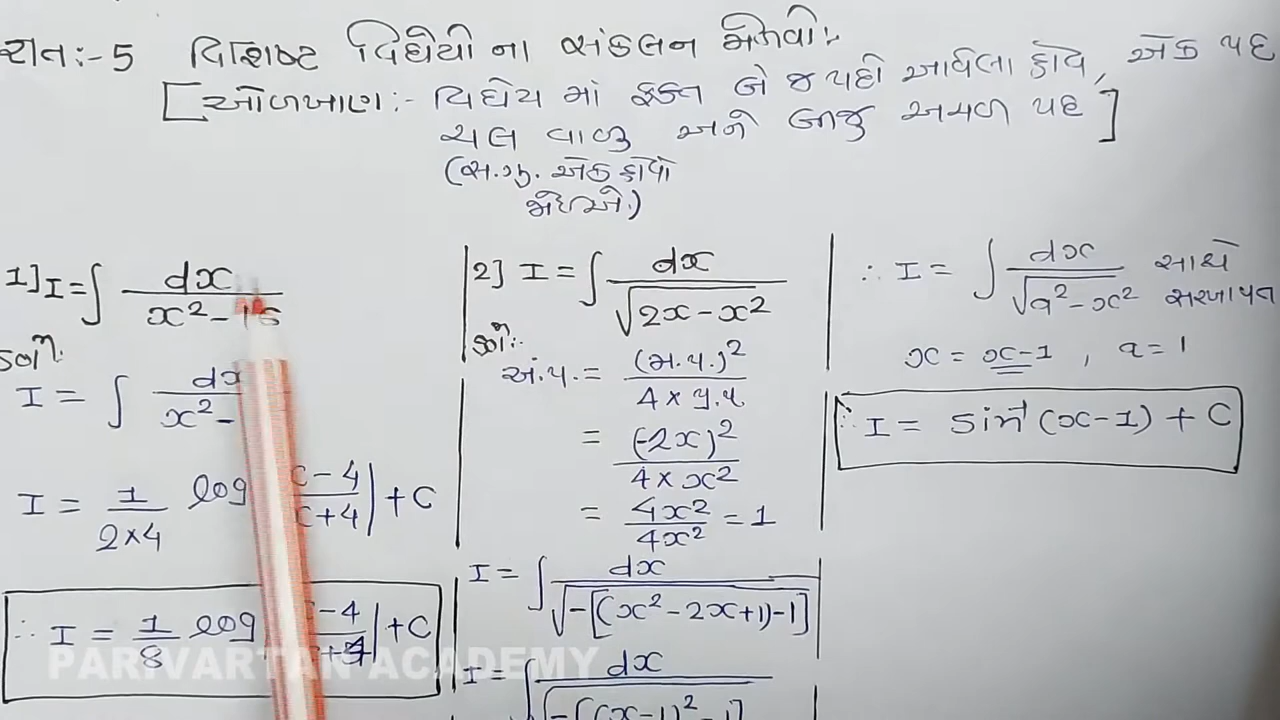 રીત:-5 વિશિષ્ટ વિધેયો ના સંકલન મેળવો:
[ઓળખાણ:- વિધેય માં ફક્ત બે જ પદો આવેલા હોય, એક પદ
ચલ વાળુ અને બીજુ અચળ પદ]
(સ.ગુ. એક હોવો
જોઈએ.)
1] I = ∫ dx / x² - 16
Solⁿ:
I = ∫ dx / x² -
I = 1 / 2×4 log x-4 / x+4 | + C
∴ I = 1/8 log -4 / +4 | + C
2] I = ∫ dx / √2x - x²
Solⁿ:
અં.પ. = (મ.પ.)² / 4 × પ્ર.પ
= (-2x)² / 4 × x²
= 4x² / 4x² = 1
I = ∫ dx / √-[(x² - 2x + 1) - 1]
I = ∫ dx / √-[(x-1)² - 1]
∴ I = ∫ dx / √a² - x² સાથે
સરખાવતા
x = x-1 , a = 1
∴ I = sin⁻¹ (x-1) + C
PARIVARTAN ACADEMY